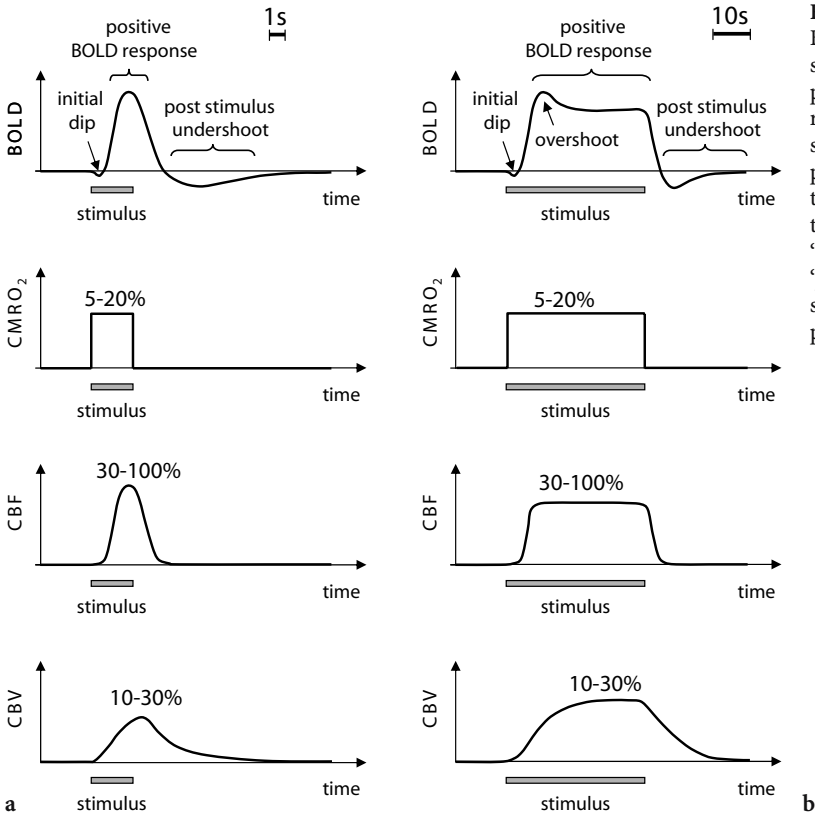 1s
positive
BOLD response
initial
dip
post stimulus
undershoot
BOLD
time
stimulus
5-20%
CMRO2
time
stimulus
30-100%
CBF
time
stimulus
10-30%
CBV
time
stimulus
a
10s
positive
BOLD response
initial
dip
overshoot
post stimulus
undershoot
BOLD
time
stimulus
5-20%
CMRO2
time
stimulus
30-100%
CBF
time
stimulus
10-30%
CBV
time
stimulus
b